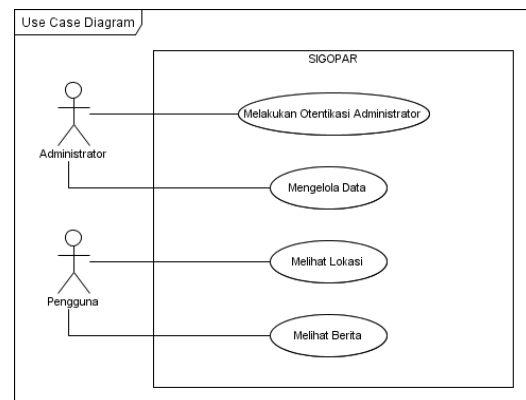 Use Case Diagram
SIGOPAR
Melakukan Otentikasi Administrator
Administrator
Mengelola Data
Melihat Lokasi
Pengguna
Melihat Berita